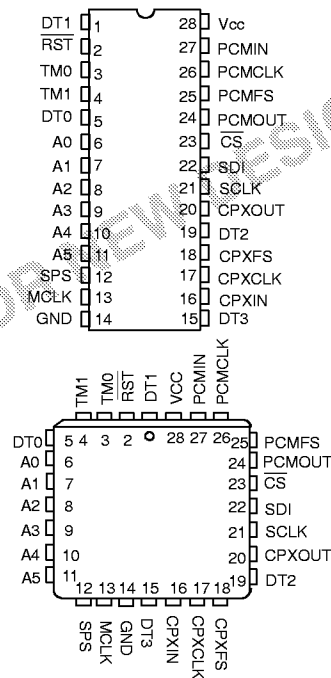 DT1 1 28 Vcc
RST 2 27 PCMIN
TM0 3 26 PCMCLK
TM1 4 25 PCMFS
DT0 5 24 PCMOUT
A0 6 23 CS
A1 7 22 SDI
A2 8 21 SCLK
A3 9 20 CPXOUT
A4 10 19 DT2
A5 11 18 CPXFS
SPS 12 17 CPXCLK
MCLK 13 16 CPXIN
GND 14 15 DT3
OR NEW DESIG
TM1 TM0 RST DT1 VCC PCMIN PCMCLK
DT0 5 4 3 2 28 27 26 25 PCMFS
A0 6 24 PCMOUT
A1 7 23 CS
A2 8 22 SDI
A3 9 21 SCLK
A4 10 20 CPXOUT
A5 11 19 DT2
12 13 14 15 16 17 18
SPS MCLK GND DT3 CPXIN CPXCLK CPXFS